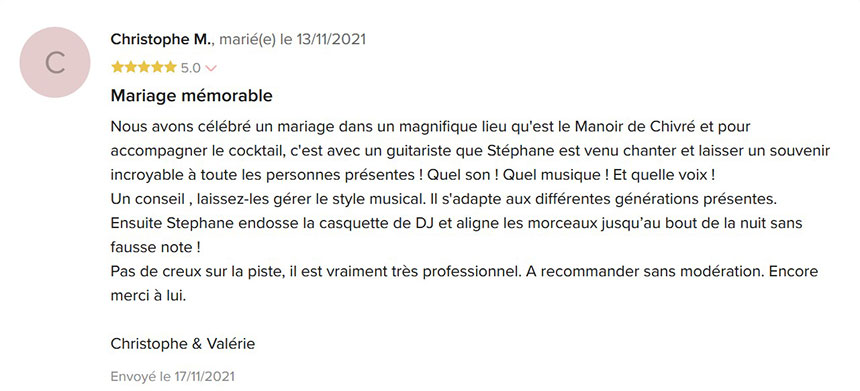 C
Christophe M., marié(e) le 13/11/2021
5.0
Mariage mémorable
Nous avons célébré un mariage dans un magnifique lieu qu'est le Manoir de Chivré et pour
accompagner le cocktail, c'est avec un guitariste que Stéphane est venu chanter et laisser un souvenir
incroyable à toute les personnes présentes ! Quel son ! Quel musique ! Et quelle voix !
Un conseil , laissez-les gérer le style musical. Il s'adapte aux différentes générations présentes.
Ensuite Stephane endosse la casquette de DJ et aligne les morceaux jusqu’au bout de la nuit sans
fausse note !
Pas de creux sur la piste, il est vraiment très professionnel. A recommander sans modération. Encore
merci à lui.
Christophe & Valérie
Envoyé le 17/11/2021